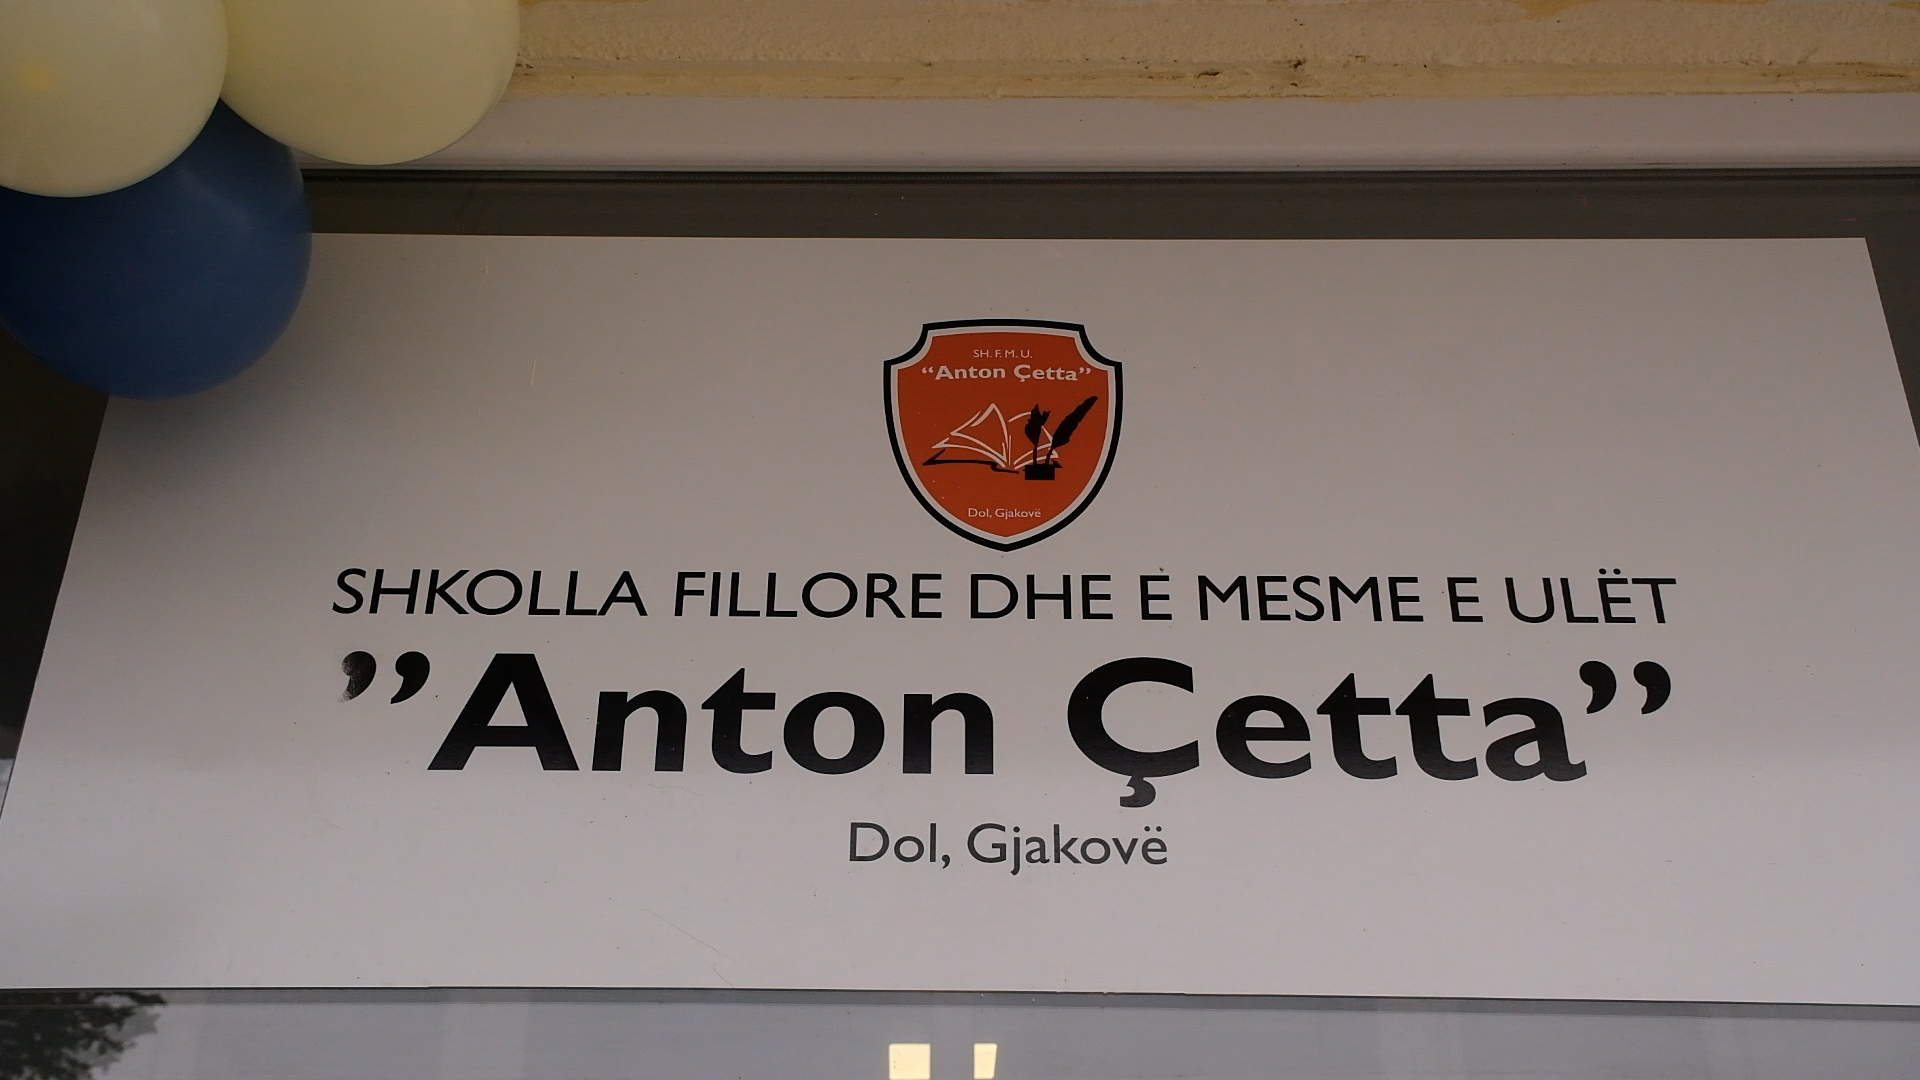 SH. F. M. U.
“Anton Çetta”
Dol, Gjakovë
SHKOLLA FILLORE DHE E MESME E ULËT
”Anton Çetta”
Dol, Gjakovë